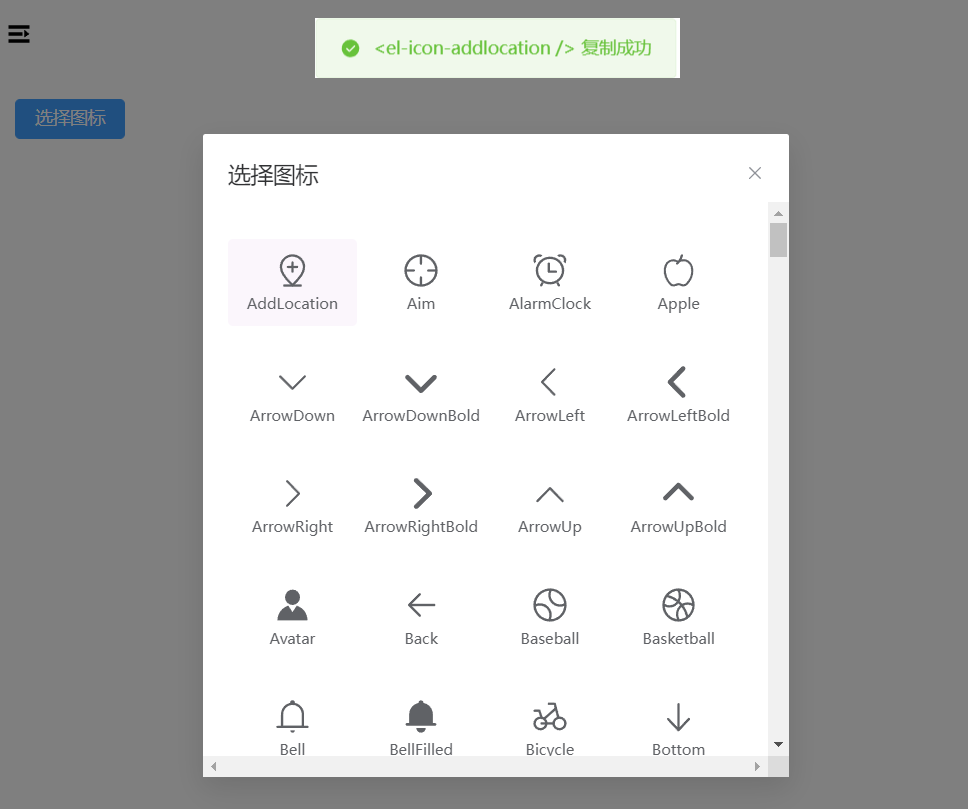 <el-icon-addlocation /> 复制成功
选择图标
选择图标
AddLocation Aim AlarmClock Apple
ArrowDown ArrowDownBold ArrowLeft ArrowLeftBold
ArrowRight ArrowRightBold ArrowUp ArrowUpBold
Avatar Back Baseball Basketball
Bell BellFilled Bicycle Bottom